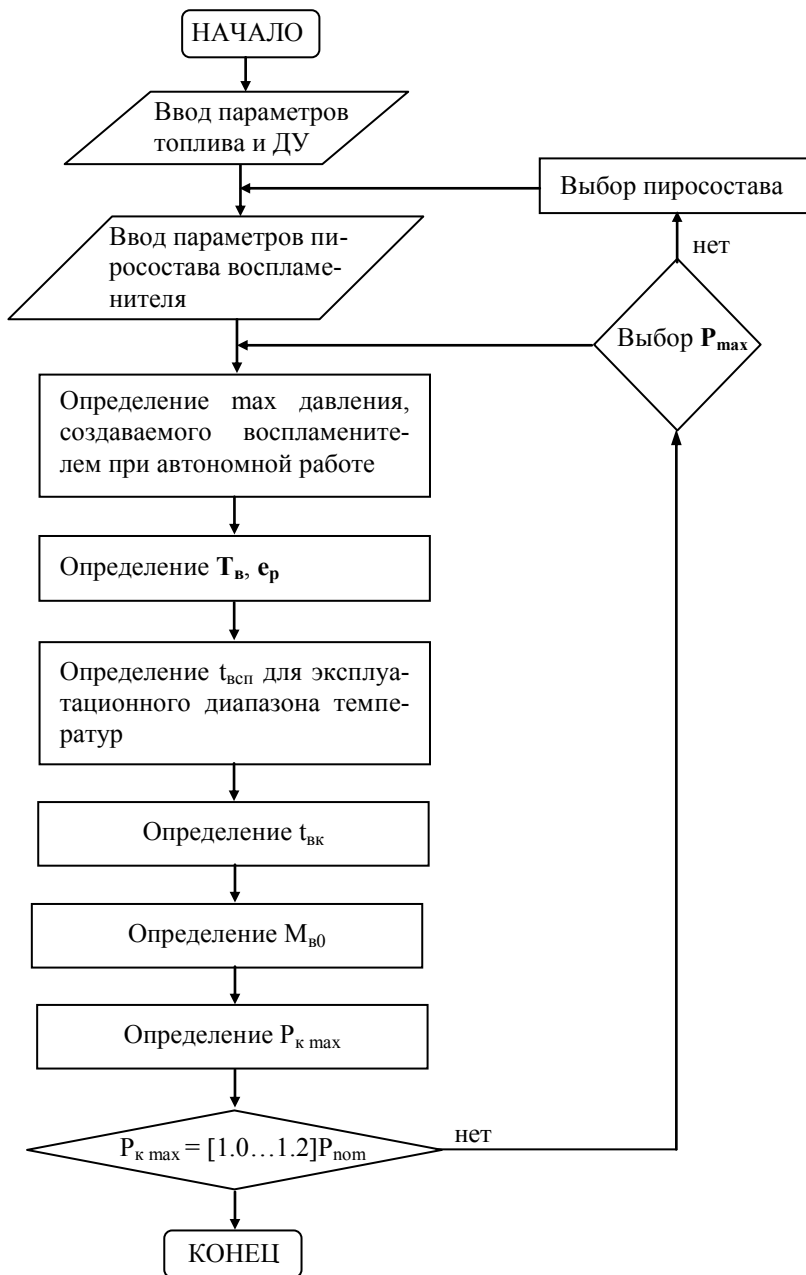 НАЧАЛО
Ввод параметров
топлива и ДУ
Выбор пиросостава
нет
Ввод параметров пи-
росостава воспламе-
нителя
Выбор Pmax
Определение max давления,
создаваемого воспламените-
лем при автономной работе
Определение Tв, eр
Определение tвсп для эксплуа-
тационного диапазона темпе-
ратур
Определение tвк
Определение Mв0
Определение Pк max
Pк max = [1.0…1.2]Pnom
нет
КОНЕЦ